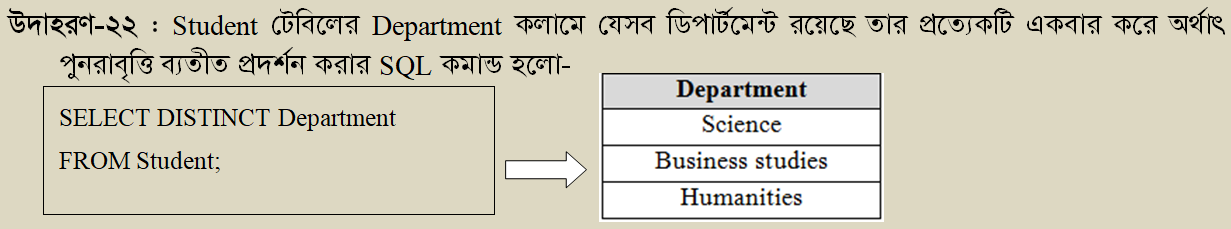 উদাহরণ-২২ : Student টেবিলের Department কলামে যেসব ডিপার্টমেন্ট রয়েছে তার প্রত্যেকটি একবার করে অর্থাৎ
পুনরাবৃত্তি ব্যতীত প্রদর্শন করার SQL কমান্ড হলো-
SELECT DISTINCT Department
FROM Student;
Department
Science
Business studies
Humanities